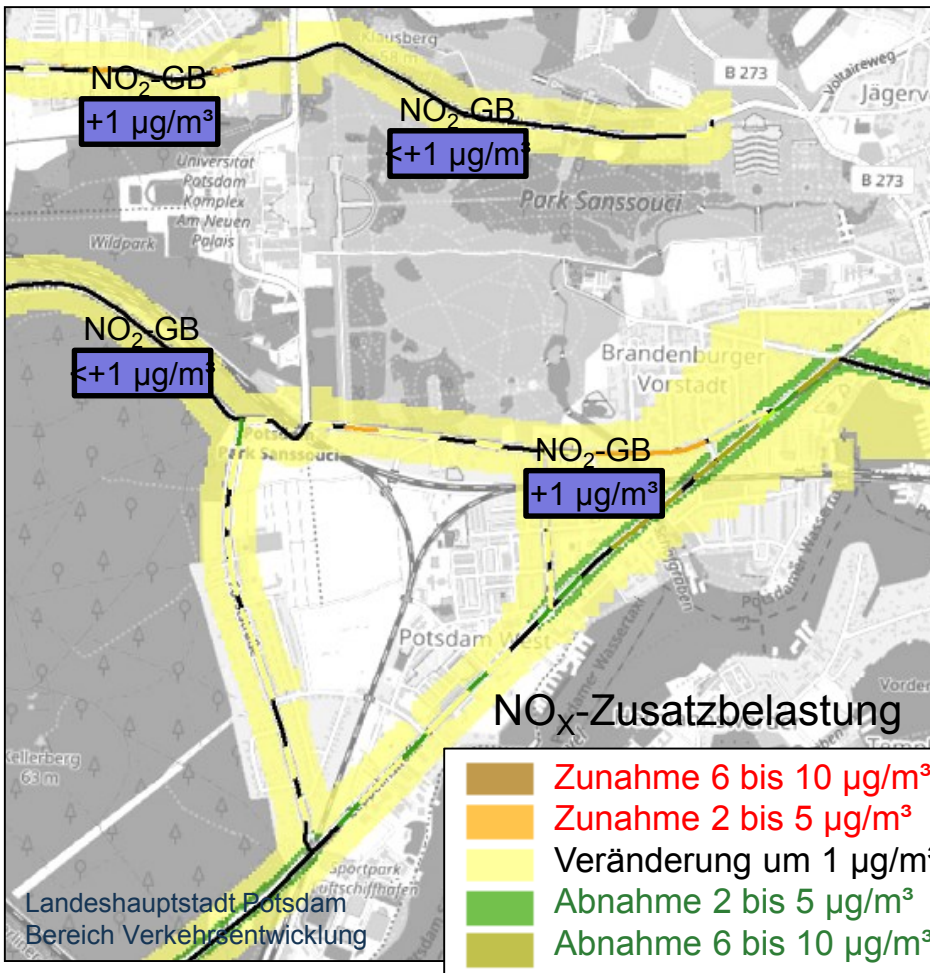 Klausberg
58 m
B 273
Voltaireweg
Jägerv
NO₂-GB
+1 µg/m³
NO₂-GB
<+1 µg/m³
Universität
Potsdam
Komplex
Am Neuen
Palais
Park Sanssouci
B 273
Wildpark
NO₂-GB
<+1 µg/m³
Brandenburger
Vorstadt
Park Sanssouci
NO₂-GB
+1 µg/m³
Potsdam West
Kellerberg
63 m
Sportpark
Luftschiffhafen
Landeshauptstadt Potsdam
Bereich Verkehrsentwicklung
NOX-Zusatzbelastung
Zunahme 6 bis 10 µg/m³
Zunahme 2 bis 5 µg/m³
Veränderung um 1 µg/m³
Abnahme 2 bis 5 µg/m³
Abnahme 6 bis 10 µg/m³